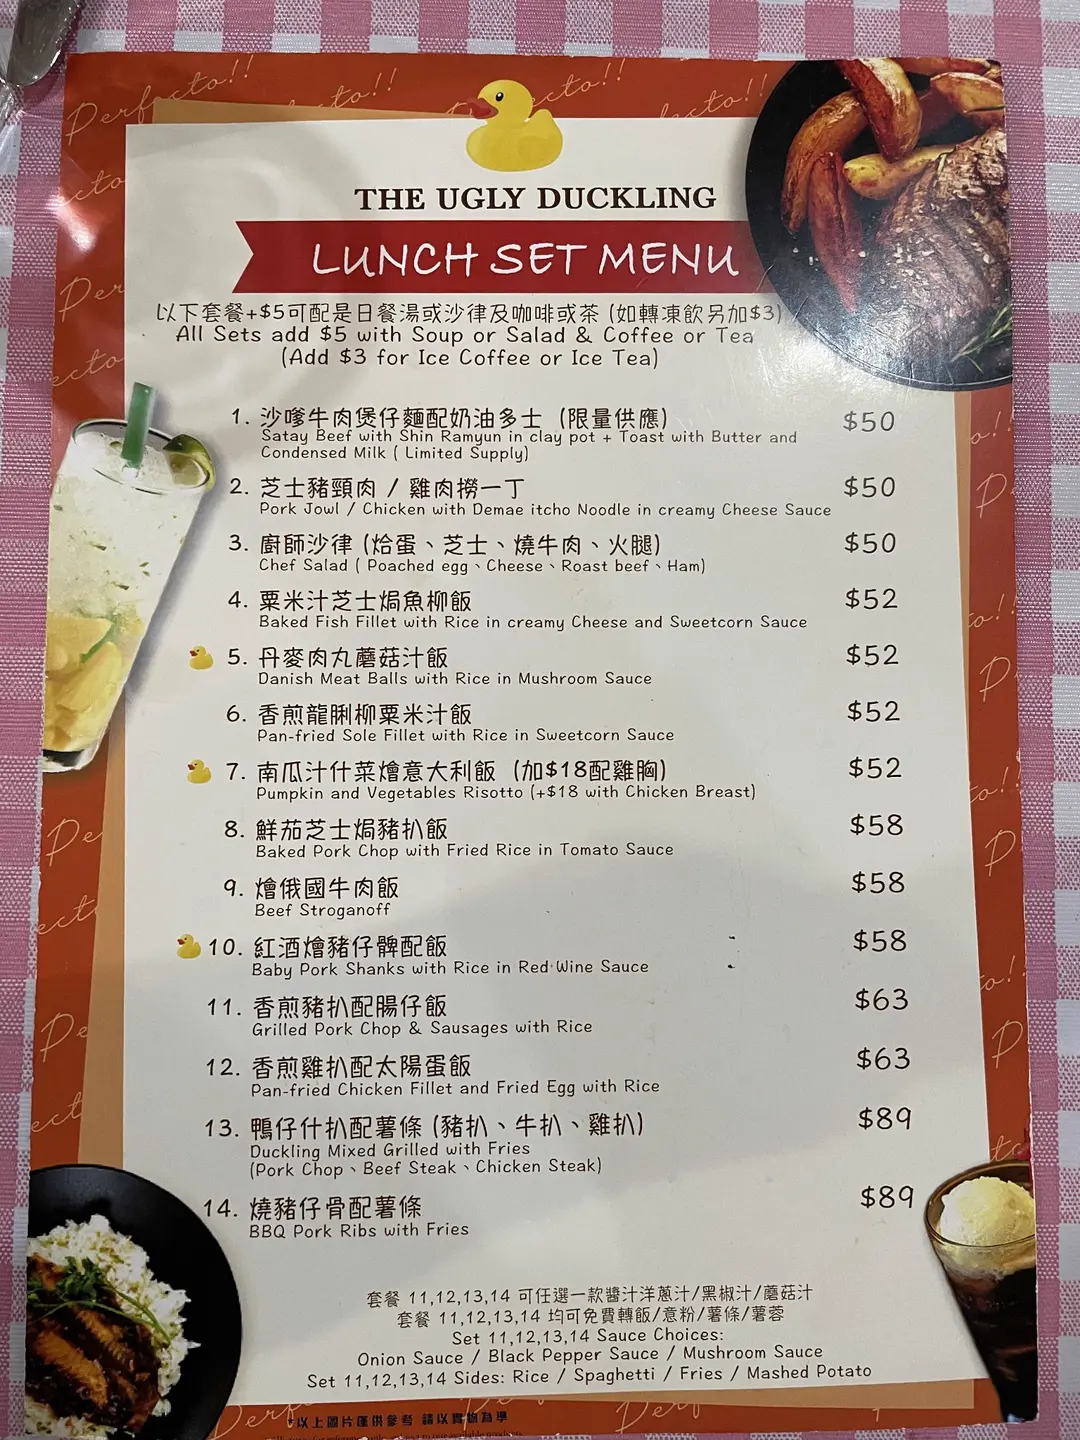 THE UGLY DUCKLING
LUNCH SET MENU
以下套餐+$5可配是日餐湯或沙律及咖啡或茶 (如轉凍飲另加$3)
All Sets add $5 with Soup or Salad & Coffee or Tea
(Add $3 for Ice Coffee or Ice Tea)
1. 沙嗲牛肉煲仔麵配奶油多士 (限量供應) $50
Satay Beef with Shin Ramyun in clay pot + Toast with Butter and
Condensed Milk ( Limited Supply)
2. 芝士豬頸肉 / 雞肉撈一丁 $50
Pork Jowl / Chicken with Demae itcho Noodle in creamy Cheese Sauce
3. 廚師沙律 (烚蛋、芝士、燒牛肉、火腿) $50
Chef Salad ( Poached egg、Cheese、Roast beef、Ham)
4. 粟米汁芝士焗魚柳飯 $52
Baked Fish Fillet with Rice in creamy Cheese and Sweetcorn Sauce
5. 丹麥肉丸蘑菇汁飯 $52
Danish Meat Balls with Rice in Mushroom Sauce
6. 香煎龍脷柳粟米汁飯 $52
Pan-fried Sole Fillet with Rice in Sweetcorn Sauce
7. 南瓜汁什菜燴意大利飯 (加$18配雞胸) $52
Pumpkin and Vegetables Risotto (+$18 with Chicken Breast)
8. 鮮茄芝士焗豬扒飯 $58
Baked Pork Chop with Fried Rice in Tomato Sauce
9. 燴俄國牛肉飯 $58
Beef Stroganoff
10. 紅酒燴豬仔髀配飯 $58
Baby Pork Shanks with Rice in Red Wine Sauce
11. 香煎豬扒配腸仔飯 $63
Grilled Pork Chop & Sausages with Rice
12. 香煎雞扒配太陽蛋飯 $63
Pan-fried Chicken Fillet and Fried Egg with Rice
13. 鴨仔什扒配薯條 (豬扒、牛扒、雞扒) $89
Duckling Mixed Grilled with Fries
(Pork Chop、Beef Steak、Chicken Steak)
14. 燒豬仔骨配薯條 $89
BBQ Pork Ribs with Fries
套餐 11,12,13,14 可任選一款醬汁洋蔥汁/黑椒汁/蘑菇汁
套餐 11,12,13,14 均可免費轉飯/意粉/薯條/薯蓉
Set 11,12,13,14 Sauce Choices:
Onion Sauce / Black Pepper Sauce / Mushroom Sauce
Set 11,12,13,14 Sides: Rice / Spaghetti / Fries / Mashed Potato
*以上圖片僅供參考 請以實物為準